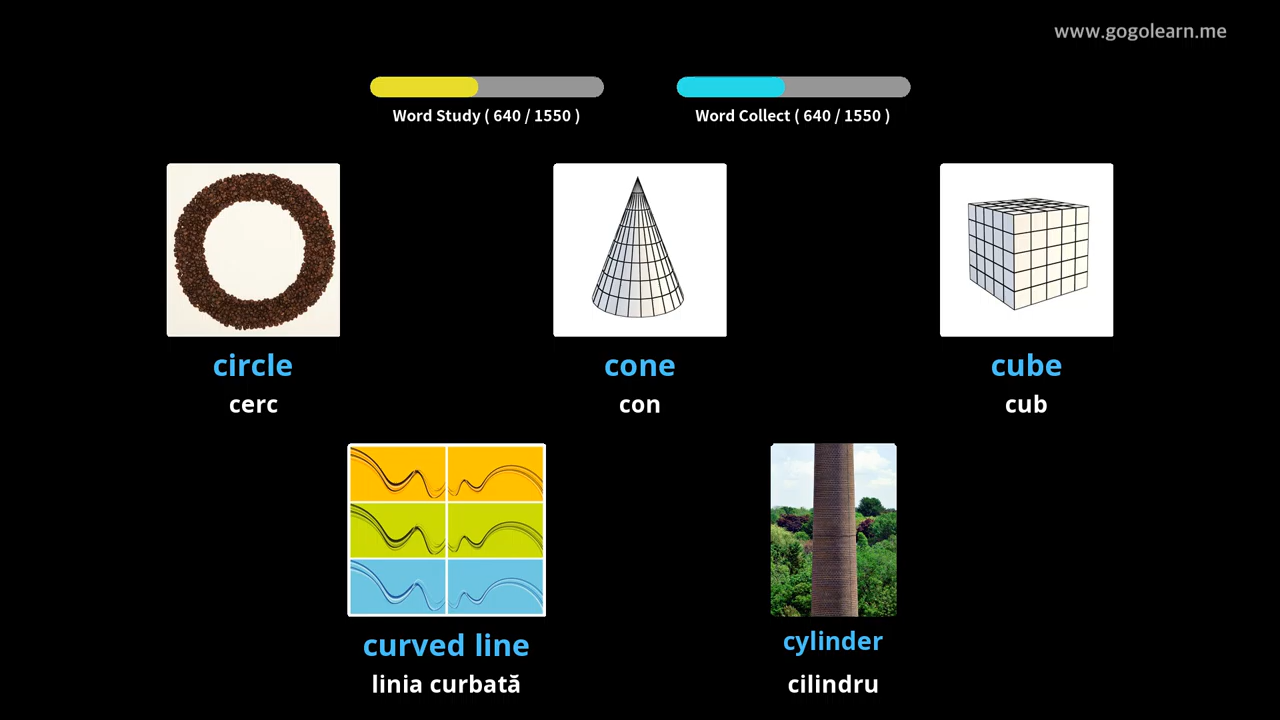 www.gogolearn.me
Word Study ( 640 / 1550 )
Word Collect ( 640 / 1550 )
circle
cerc
cone
con
cube
cub
curved line
linia curbată
cylinder
cilindru